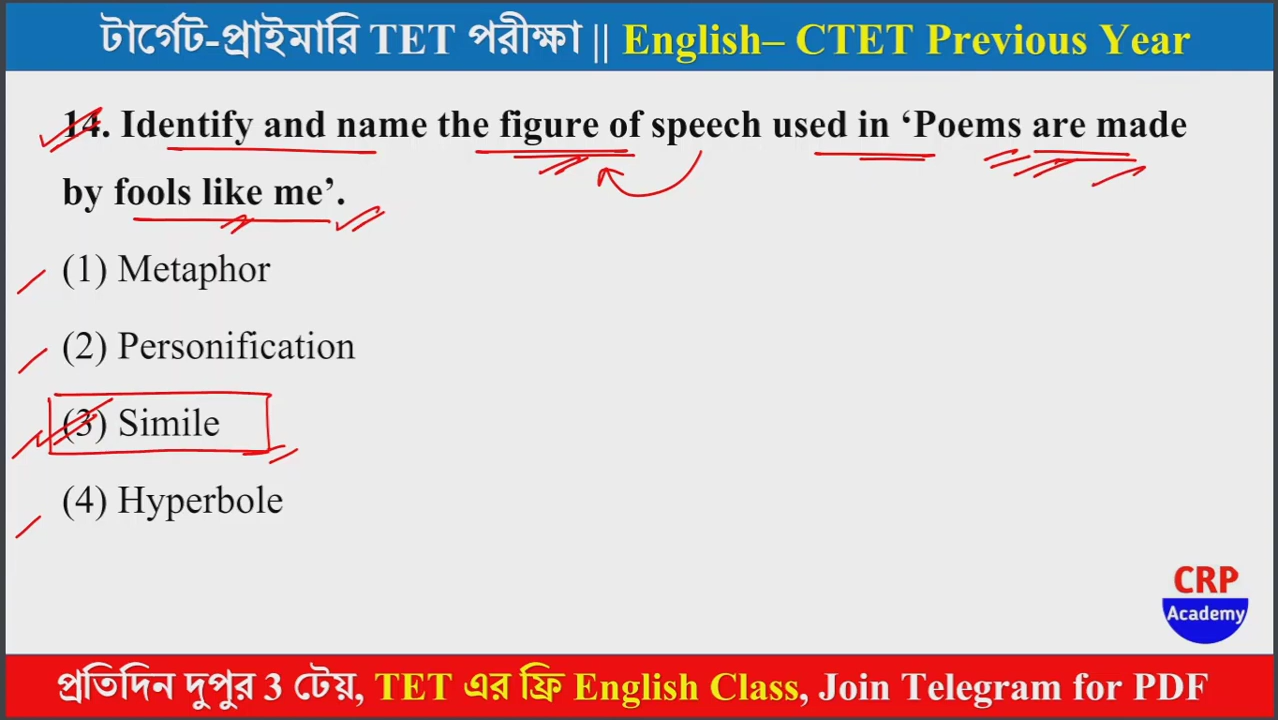 টার্গেট-প্রাইমারি TET পরীক্ষা || English– CTET Previous Year
14. Identify and name the figure of speech used in ‘Poems are made
by fools like me’.
(1) Metaphor
(2) Personification
(3) Simile
(4) Hyperbole
CRP
Academy
প্রতিদিন দুপুর 3 টেয়, TET এর ফ্রি English Class, Join Telegram for PDF